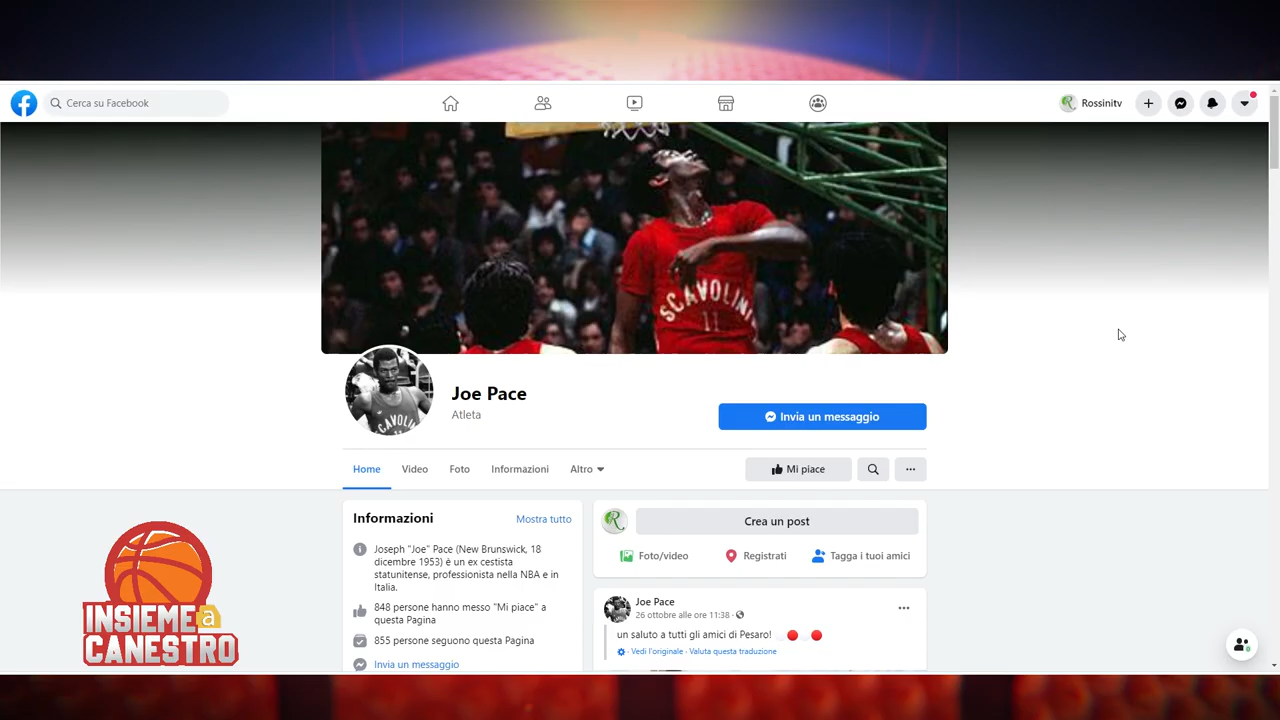 Cerca su Facebook
Rossinitv
SCAVOLINI
11
SCAVOLINI
Joe Pace
Atleta
Invia un messaggio
Home Video Foto Informazioni Altro
Mi piace
Informazioni
Mostra tutto
Joseph "Joe" Pace (New Brunswick, 18
dicembre 1953) è un ex cestista
statunitense, professionista nella NBA e in
Italia.
848 persone hanno messo "Mi piace" a
questa Pagina
855 persone seguono questa Pagina
Invia un messaggio
Crea un post
Foto/video Registrati Tagga i tuoi amici
Joe Pace
26 ottobre alle ore 11:38 ·
un saluto a tutti gli amici di Pesaro!
· Vedi l'originale · Valuta questa traduzione
INSIEME a
CANESTRO